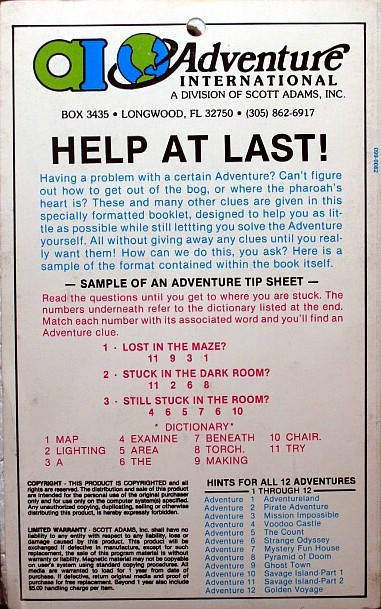 ai Adventure
INTERNATIONAL
A DIVISION OF SCOTT ADAMS, INC.
BOX 3435 • LONGWOOD, FL 32750 • (305) 862-6917
HELP AT LAST!
Having a problem with a certain Adventure? Can't figure
out how to get out of the bog, or where the pharoah's
heart is? These and many other clues are given in this
specially formatted booklet, designed to help you as lit-
tle as possible while still lettting you solve the Adventure
yourself. All without giving away any clues until you real-
ly want them! How can we do this, you ask? Here is a
sample of the format contained within the book itself.
— SAMPLE OF AN ADVENTURE TIP SHEET —
Read the questions until you get to where you are stuck. The
numbers underneath refer to the dictionary listed at the end.
Match each number with its associated word and you'll find an
Adventure clue.
1 - LOST IN THE MAZE?
11 9 3 1
2 - STUCK IN THE DARK ROOM?
11 2 6 8
3 - STILL STUCK IN THE ROOM?
4 6 5 7 6 10
* DICTIONARY*
1 MAP 4 EXAMINE 7 BENEATH 10 CHAIR.
2 LIGHTING 5 AREA 8 TORCH. 11 TRY
3 A 6 THE 9 MAKING
COPYRIGHT - THIS PRODUCT IS COPYRIGHTED and all
rights are reserved. The distribution and sale of this product
are intended for the personal use of the original purchaser
only and for use only on the computer system(s) specified.
Any unauthorized copying, duplicating, selling or otherwise
distributing this product, is hereby expressly forbidden.
LIMITED WARRANTY - SCOTT ADAMS, Inc. shall have no
liability to any entity with respect to any liability, loss or
damage caused by this product. This product will be
exchanged if defective in manufacture, except for such
replacement, the sale of this program material is without
warranty or liability. Magnetic material may not be copyable
on user's system using standard copying procedures. All
media are warranted to load for 1 year from date of
purchase. If defective, return original media and proof of
purchase for free replacement. Beyond 1 year also include
$5.00 handling charge per item.
HINTS FOR ALL 12 ADVENTURES
— 1 THROUGH 12 —
Adventure 1 Adventureland
Adventure 2 Pirate Adventure
Adventure 3 Mission Impossible
Adventure 4 Voodoo Castle
Adventure 5 The Count
Adventure 6 Strange Odyssey
Adventure 7 Mystery Fun House
Adventure 8 Pyramid of Doom
Adventure 9 Ghost Town
Adventure 10 Savage Island-Part 1
Adventure 11 Savage Island-Part 2
Adventure 12 Golden Voyage